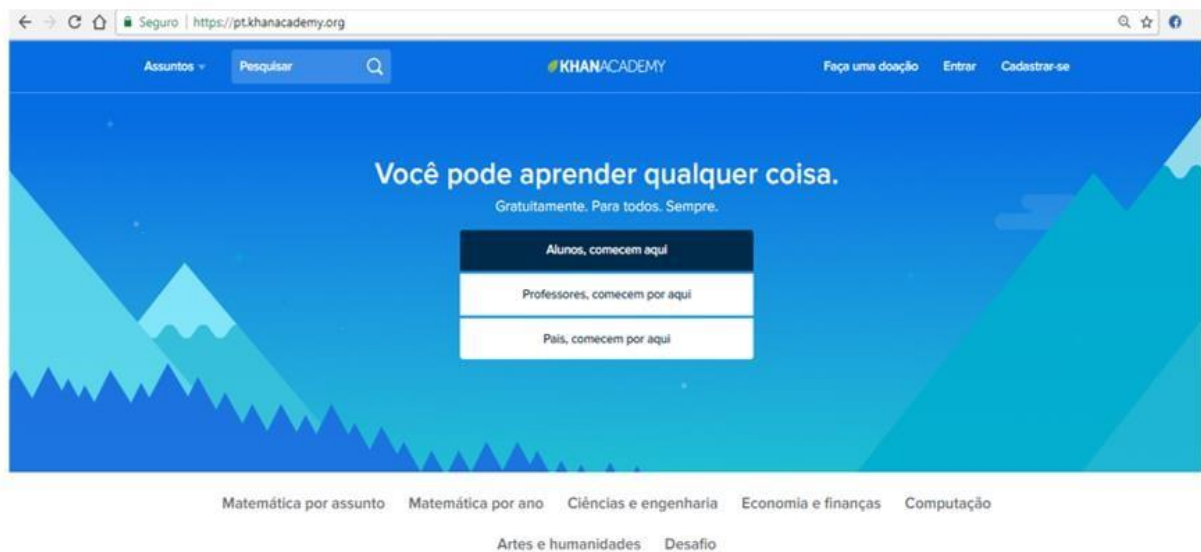 Seguro | https://pt.khanacademy.org
Assuntos Pesquisar KHANACADEMY Faça uma doação Entrar Cadastrar-se
Você pode aprender qualquer coisa.
Gratuitamente. Para todos. Sempre.
Alunos, comecem aqui
Professores, comecem por aqui
Pais, comecem por aqui
Matemática por assunto Matemática por ano Ciências e engenharia Economia e finanças Computação
Artes e humanidades Desafio